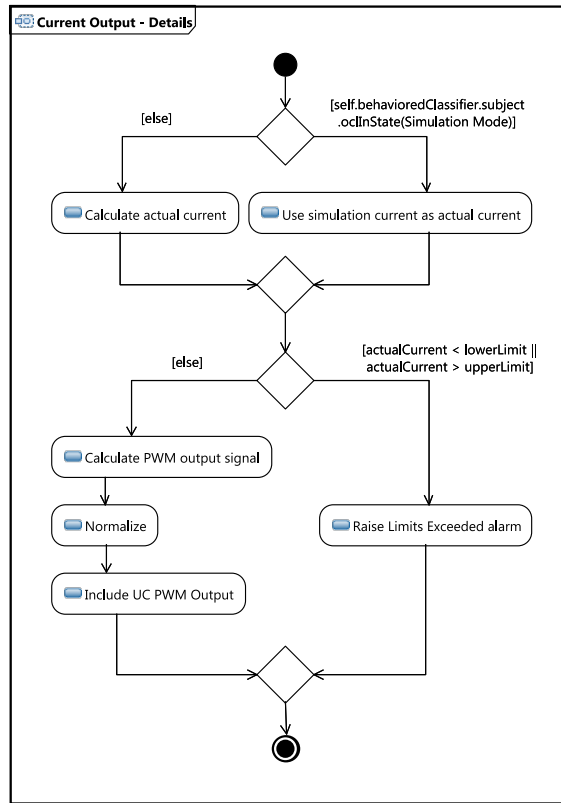 Current Output - Details
[else]
[self.behavioredClassifier.subject
.oclInState(Simulation Mode)]
Calculate actual current
Use simulation current as actual current
[else]
[actualCurrent < lowerLimit ||
actualCurrent > upperLimit]
Calculate PWM output signal
Normalize
Raise Limits Exceeded alarm
Include UC PWM Output